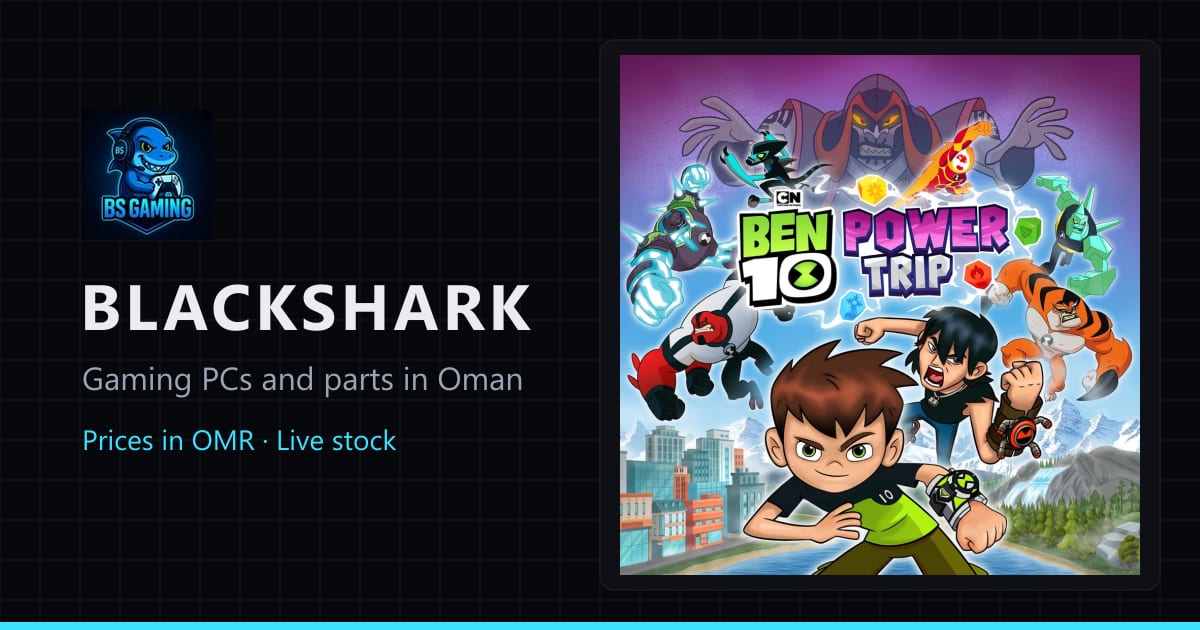 BS
BS GAMING
BLACKSHARK
Gaming PCs and parts in Oman
Prices in OMR · Live stock
CN
BEN
10
POWER
TRIP
10